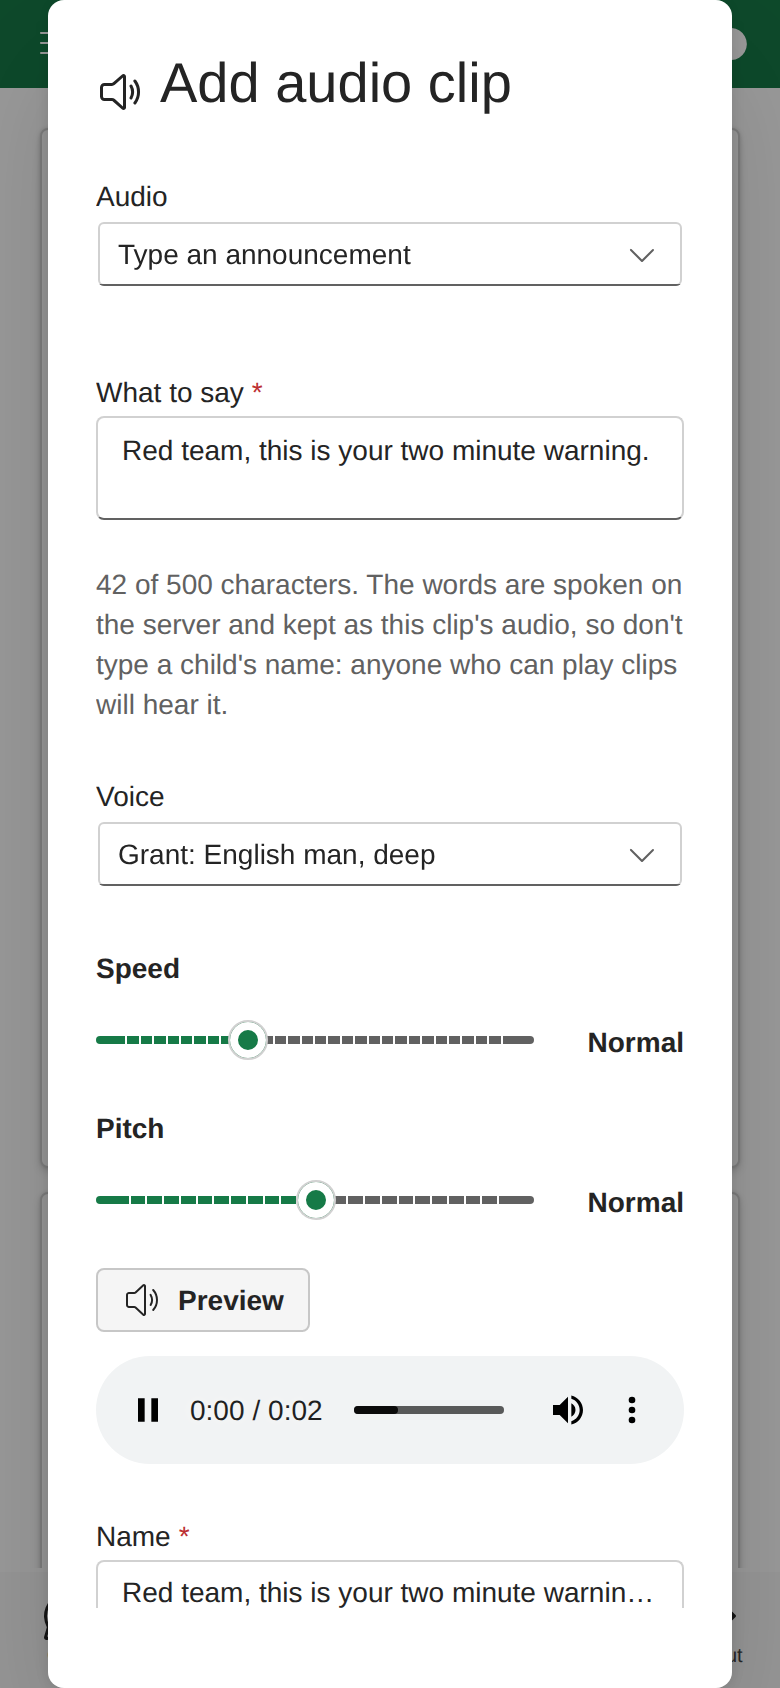 Add audio clip
Audio
Type an announcement
What to say *
Red team, this is your two minute warning.
42 of 500 characters. The words are spoken on
the server and kept as this clip's audio, so don't
type a child's name: anyone who can play clips
will hear it.
Voice
Grant: English man, deep
Speed
Normal
Pitch
Normal
Preview
0:00 / 0:02
Name *
Red team, this is your two minute warnin…